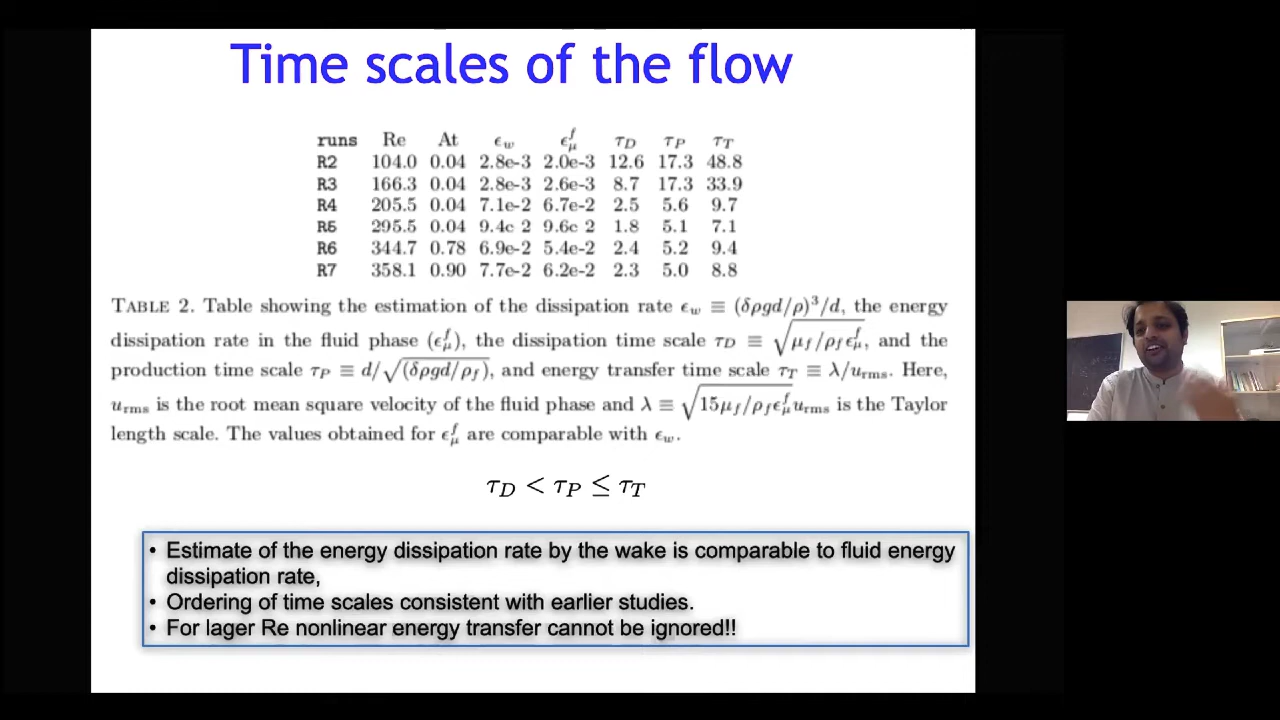 Time scales of the flow
runs Re At ϵ_w ϵ_μ^f τ_D τ_P τ_T
R2 104.0 0.04 2.8e-3 2.0e-3 12.6 17.3 48.8
R3 166.3 0.04 2.8e-3 2.6e-3 8.7 17.3 33.9
R4 205.5 0.04 7.1e-2 6.7e-2 2.5 5.6 9.7
R5 295.5 0.04 9.4e-2 9.6e-2 1.8 5.1 7.1
R6 344.7 0.78 6.9e-2 5.4e-2 2.4 5.2 9.4
R7 358.1 0.90 7.7e-2 6.2e-2 2.3 5.0 8.8
TABLE 2. Table showing the estimation of the dissipation rate ϵ_w ≡ (δρgd/ρ)³/d, the energy
dissipation rate in the fluid phase (ϵ_μ^f), the dissipation time scale τ_D ≡ √(μ_f/ρ_fϵ_μ^f), and the
production time scale τ_P ≡ d/√(δρgd/ρ_f), and energy transfer time scale τ_T ≡ λ/u_rms. Here,
u_rms is the root mean square velocity of the fluid phase and λ ≡ √(15μ_f/ρ_fϵ_μ^f)u_rms is the Taylor
length scale. The values obtained for ϵ_μ^f are comparable with ϵ_w.
τ_D < τ_P ≤ τ_T
• Estimate of the energy dissipation rate by the wake is comparable to fluid energy
dissipation rate,
• Ordering of time scales consistent with earlier studies.
• For lager Re nonlinear energy transfer cannot be ignored!!